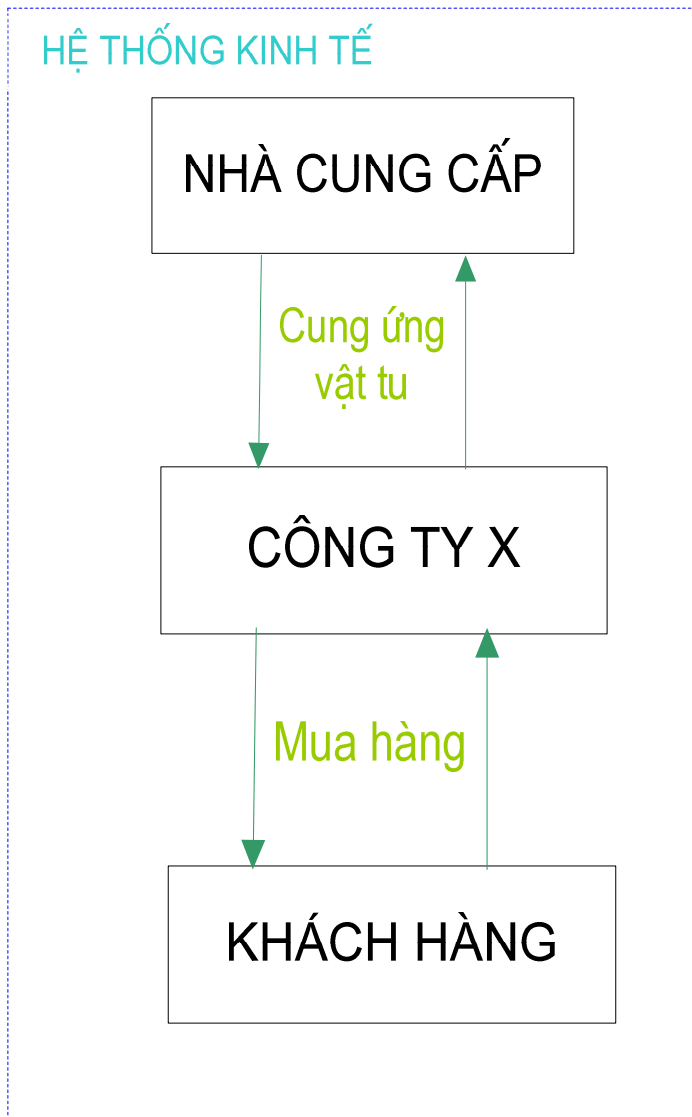 HỆ THỐNG KINH TẾ
NHÀ CUNG CẤP
Cung ứng
vật tu
CÔNG TY X
Mua hàng
KHÁCH HÀNG